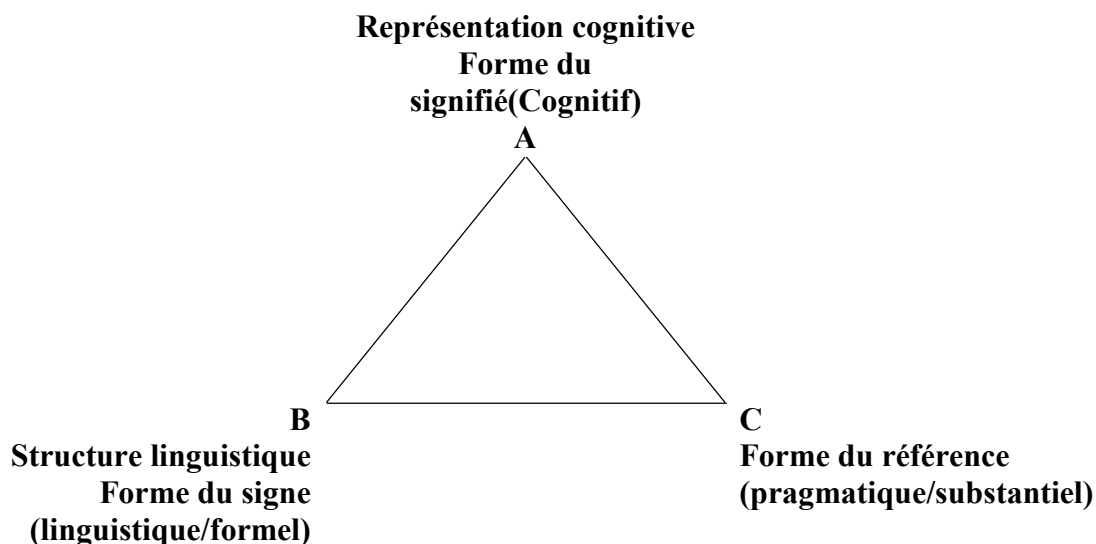 Représentation cognitive
Forme du
signifié(Cognitif)
A
B
Structure linguistique
Forme du signe
(linguistique/formel)
C
Forme du référence
(pragmatique/substantiel)